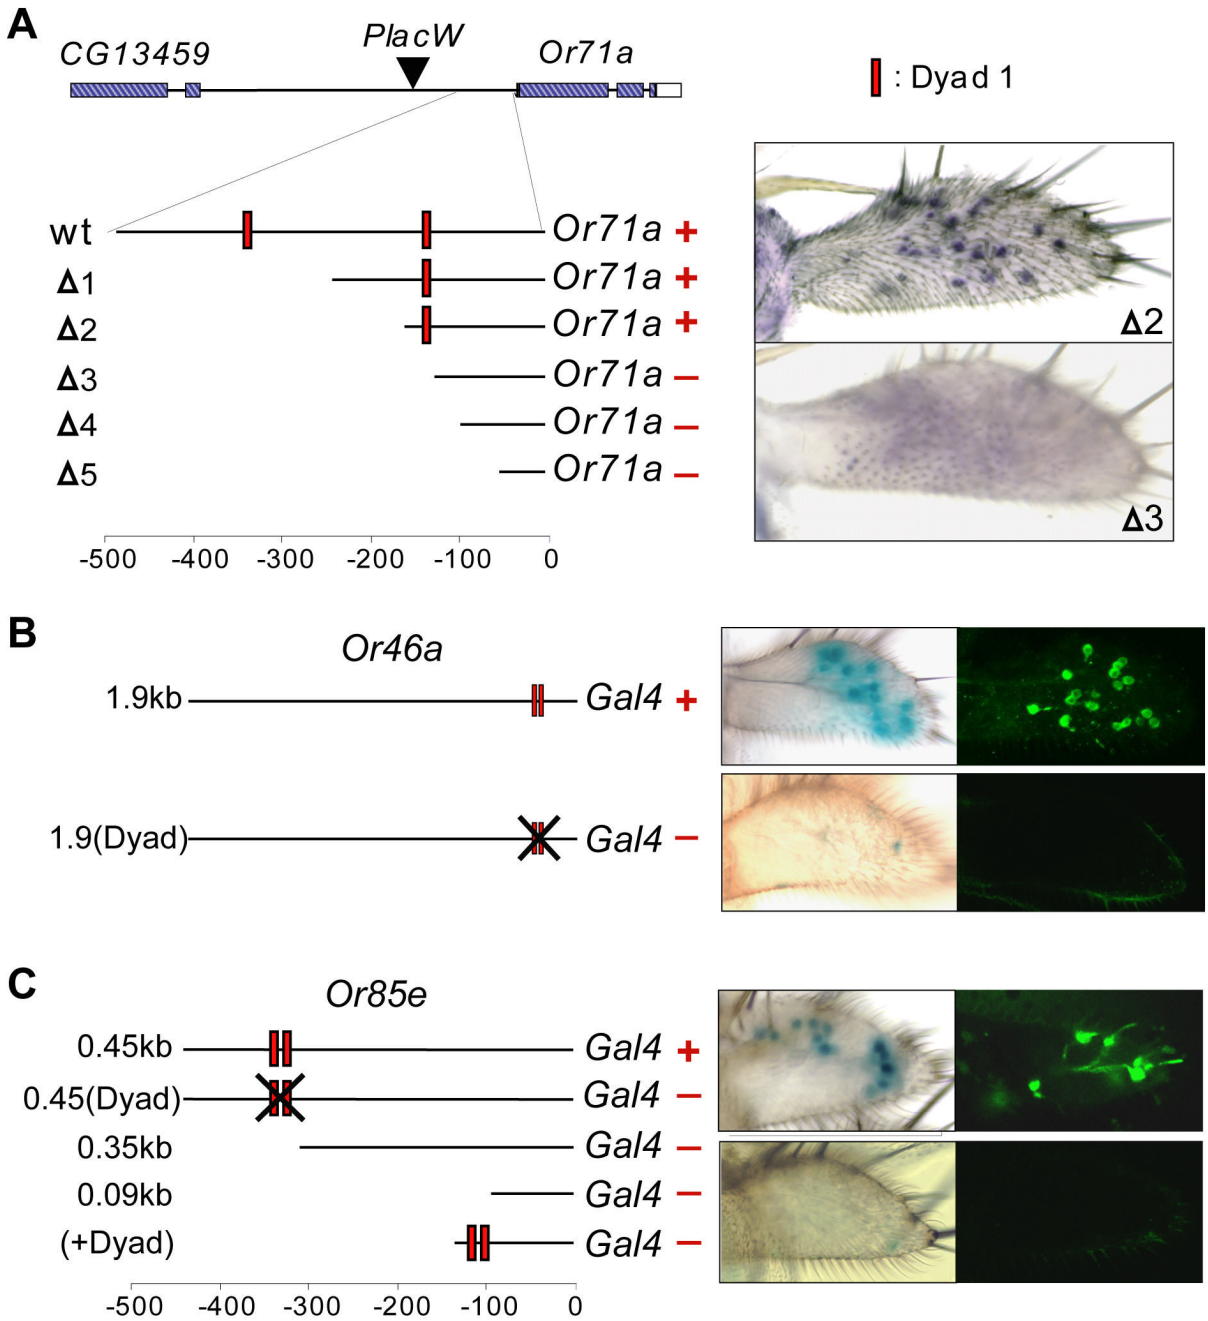 A
CG13459 PlacW Or71a
: Dyad 1
wt Or71a +
Δ1 Or71a +
Δ2 Or71a +
Δ3 Or71a –
Δ4 Or71a –
Δ5 Or71a –
-500 -400 -300 -200 -100 0
Δ2
Δ3
B
Or46a
1.9kb Gal4 +
1.9(Dyad) Gal4 –
C
Or85e
0.45kb Gal4 +
0.45(Dyad) Gal4 –
0.35kb Gal4 –
0.09kb Gal4 –
(+Dyad) Gal4 –
-500 -400 -300 -200 -100 0